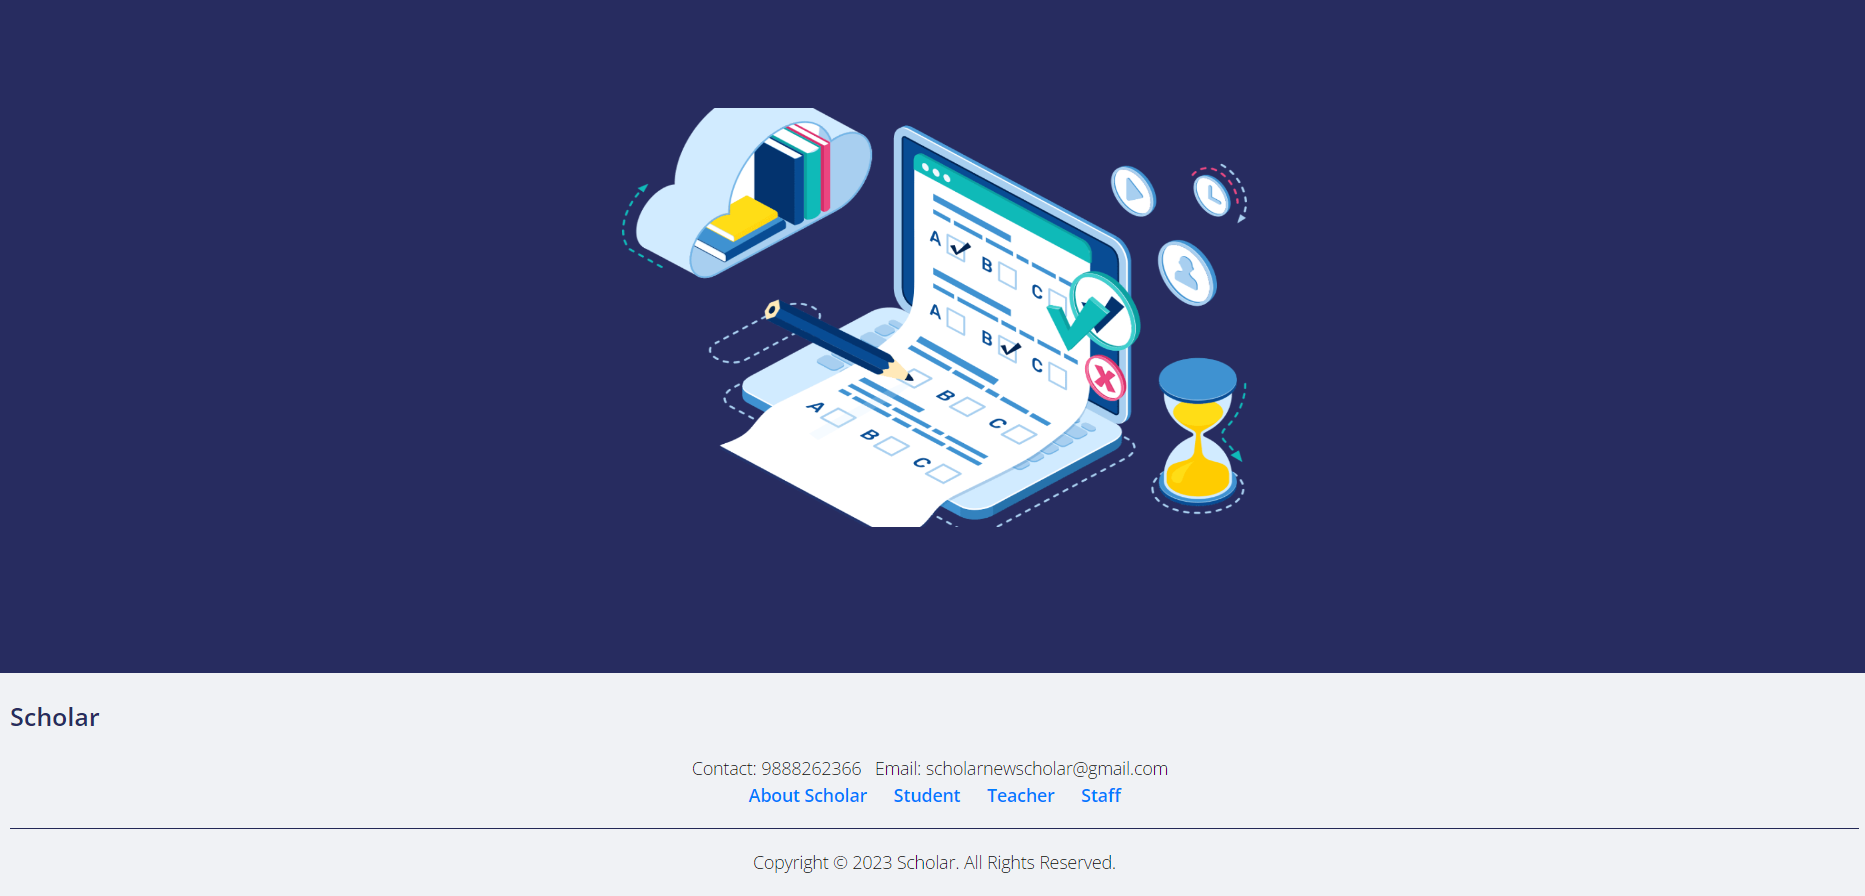 A
B
C
A
B
C
B
C
A
B
C
Scholar
Contact: 9888262366 Email: scholarnewscholar@gmail.com
About Scholar Student Teacher Staff
Copyright © 2023 Scholar. All Rights Reserved.